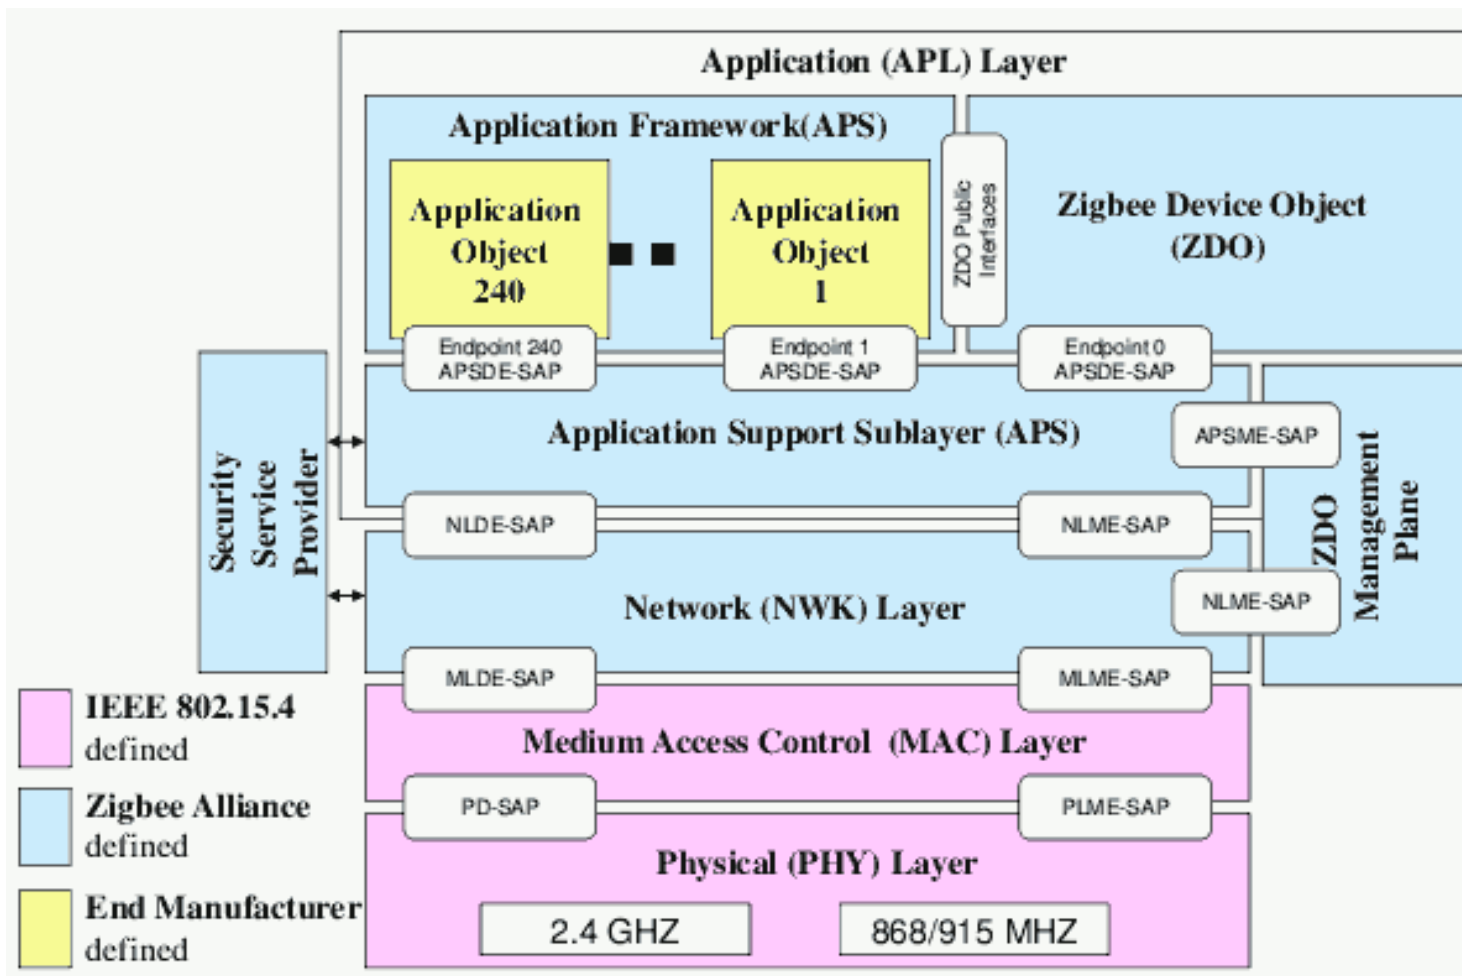 Application (APL) Layer
Application Framework(APS)
Application
Object
240
Application
Object
1
ZDO Public
Interfaces
Zigbee Device Object
(ZDO)
Endpoint 240
APSDE-SAP
Endpoint 1
APSDE-SAP
Endpoint 0
APSDE-SAP
Security
Service
Provider
Application Support Sublayer (APS)
APSME-SAP
NLDE-SAP
NLME-SAP
ZDO
Management
Plane
Network (NWK) Layer
NLME-SAP
MLDE-SAP
MLME-SAP
IEEE 802.15.4
defined
Medium Access Control (MAC) Layer
PD-SAP
PLME-SAP
Zigbee Alliance
defined
Physical (PHY) Layer
End Manufacturer
defined
2.4 GHZ
868/915 MHZ